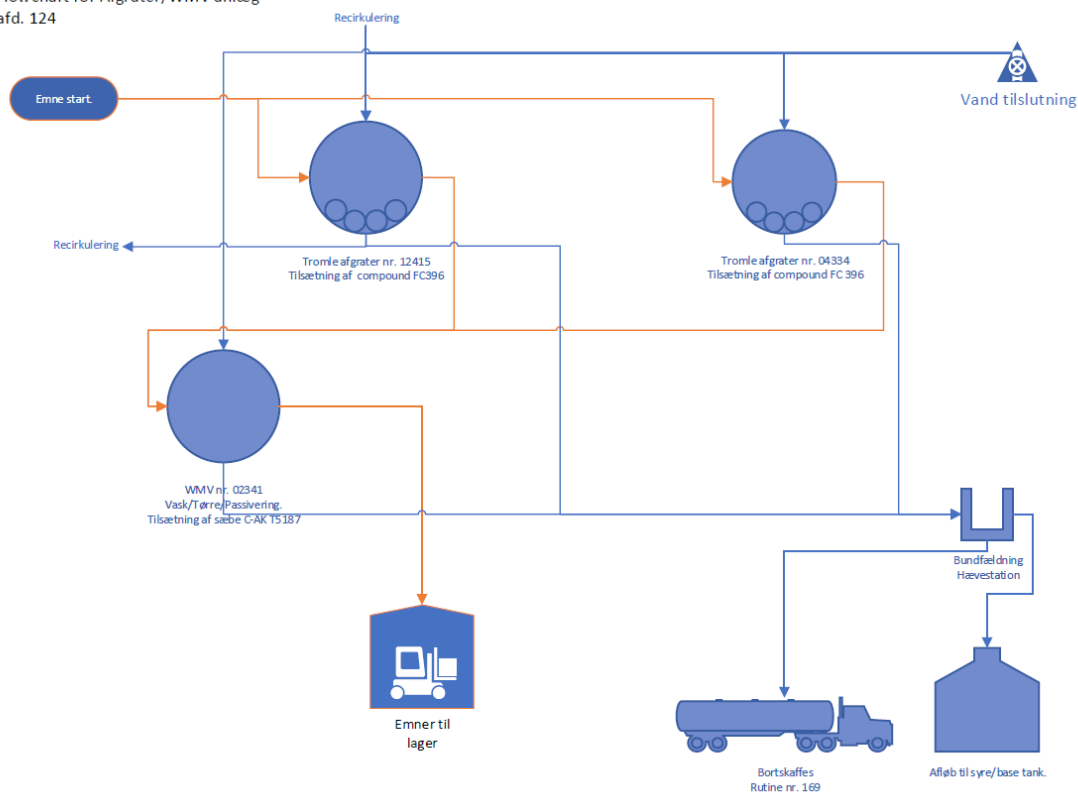 afd. 124
Recirkulering
Emne start.
Vand tilslutning
Recirkulering
Tromle afgrater nr. 12415
Tilsætning af compound FC396
Tromle afgrater nr. 04334
Tilsætning af compound FC 396
WMV nr. 02341
Vask/Tørre/Passivering.
Tilsætning af sæbe C-AK T5187
Bundfældning
Hævestation
Emner til
lager
Bortskaffes
Rutine nr. 169
Afløb til syre/base tank.